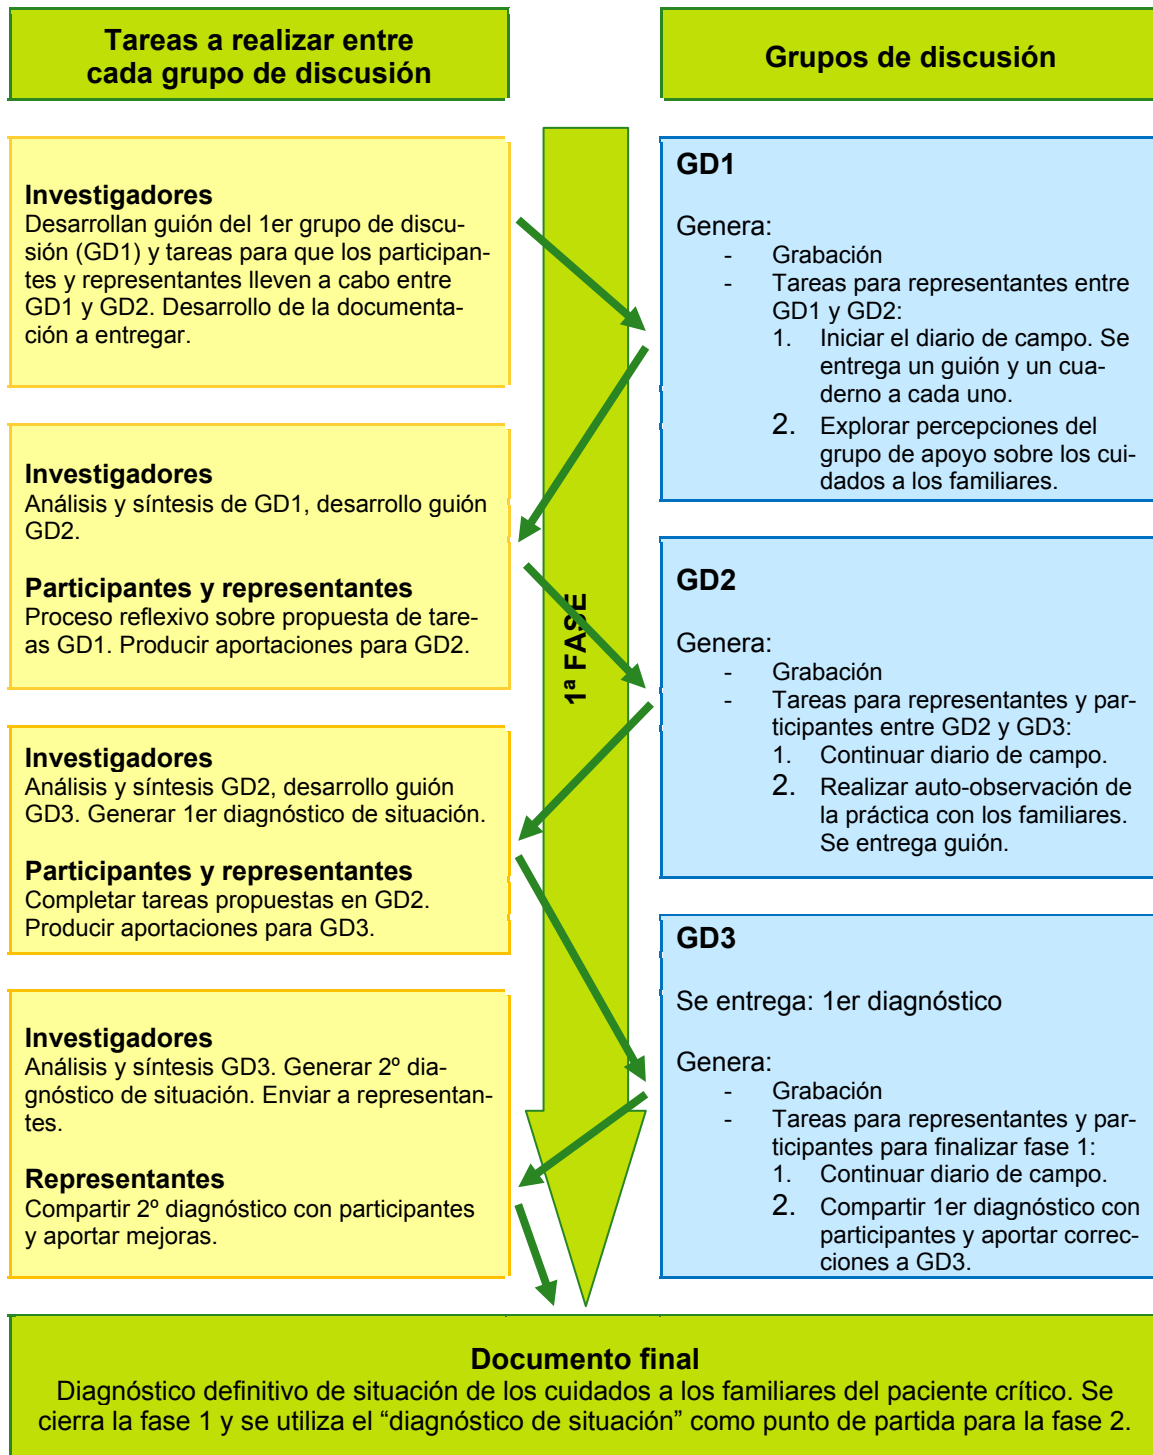 Tareas a realizar entre
cada grupo de discusión
Grupos de discusión
Investigadores
Desarrollan guión del 1er grupo de discu-
sión (GD1) y tareas para que los participan-
tes y representantes lleven a cabo entre
GD1 y GD2. Desarrollo de la documenta-
ción a entregar.
GD1
Genera:
- Grabación
- Tareas para representantes entre
GD1 y GD2:
1. Iniciar el diario de campo. Se
entrega un guión y un cua-
derno a cada uno.
2. Explorar percepciones del
grupo de apoyo sobre los cui-
dados a los familiares.
Investigadores
Análisis y síntesis de GD1, desarrollo guión
GD2.
Participantes y representantes
Proceso reflexivo sobre propuesta de tare-
as GD1. Producir aportaciones para GD2.
1ª FASE
GD2
Genera:
- Grabación
- Tareas para representantes y par-
ticipantes entre GD2 y GD3:
1. Continuar diario de campo.
2. Realizar auto-observación de
la práctica con los familiares.
Se entrega guión.
Investigadores
Análisis y síntesis GD2, desarrollo guión
GD3. Generar 1er diagnóstico de situación.
Participantes y representantes
Completar tareas propuestas en GD2.
Producir aportaciones para GD3.
GD3
Se entrega: 1er diagnóstico
Genera:
- Grabación
- Tareas para representantes y par-
ticipantes para finalizar fase 1:
1. Continuar diario de campo.
2. Compartir 1er diagnóstico con
participantes y aportar correc-
ciones a GD3.
Investigadores
Análisis y síntesis GD3. Generar 2º dia-
gnóstico de situación. Enviar a representan-
tes.
Representantes
Compartir 2º diagnóstico con participantes
y aportar mejoras.
Documento final
Diagnóstico definitivo de situación de los cuidados a los familiares del paciente crítico. Se
cierra la fase 1 y se utiliza el “diagnóstico de situación” como punto de partida para la fase 2.